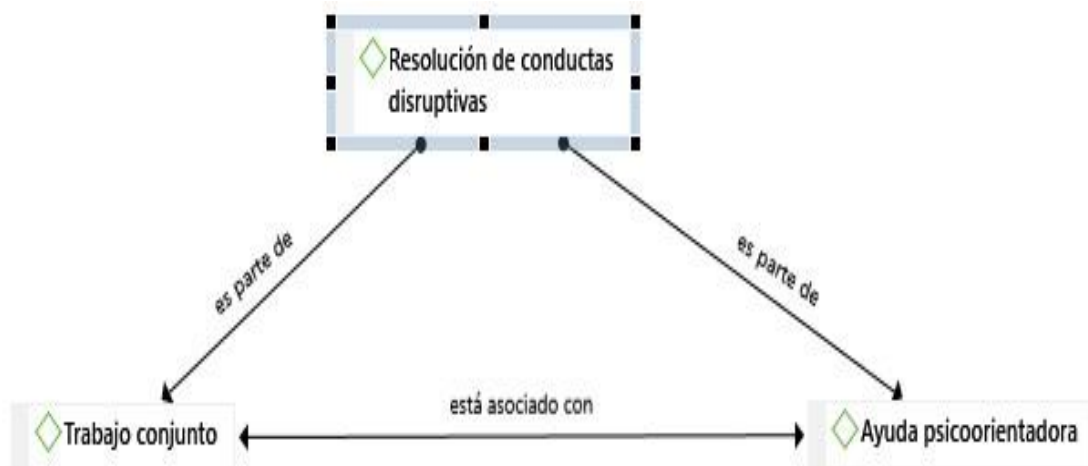 Resolución de conductas
disruptivas
es parte de
es parte de
está asociado con
Trabajo conjunto
Ayuda psicoorientadora